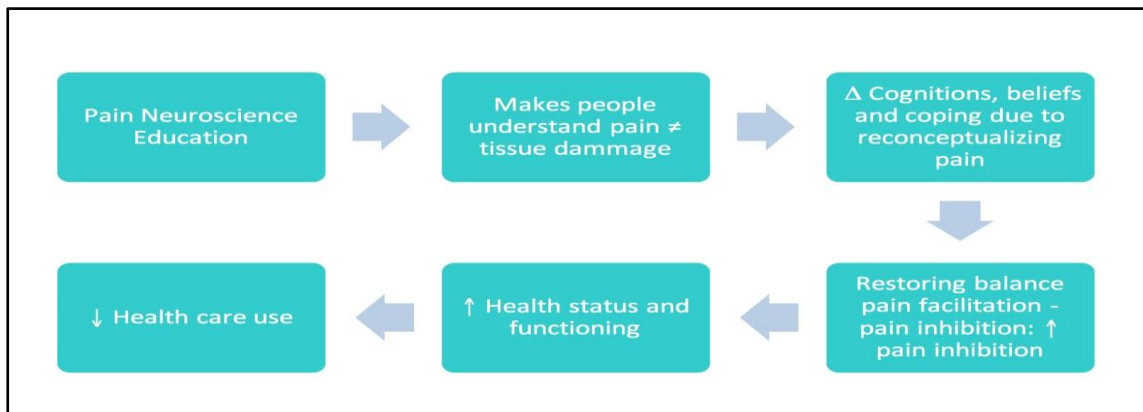 Pain Neuroscience
Education
Makes people
understand pain ≠
tissue dammage
Δ Cognitions, beliefs
and coping due to
reconceptualizing
pain
Restoring balance
pain facilitation -
pain inhibition: ↑
pain inhibition
↑ Health status and
functioning
↓ Health care use